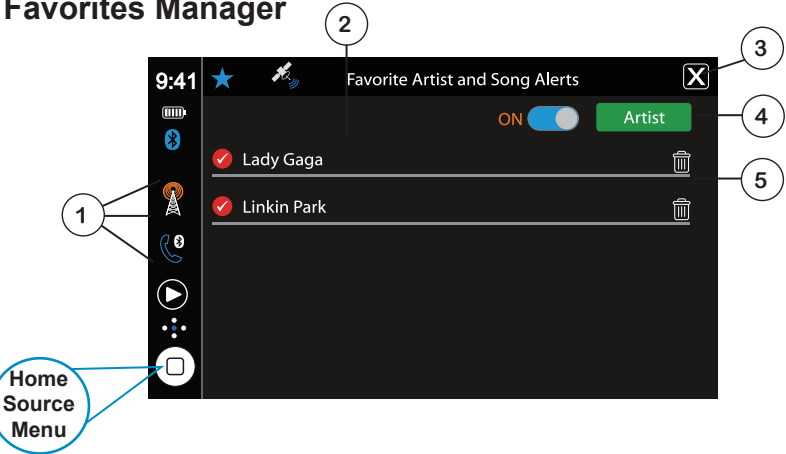 Favorites Manager
2
3
9:41
Favorite Artist and Song Alerts
X
ON
Artist
4
Lady Gaga
5
1
Linkin Park
Home
Source
Menu